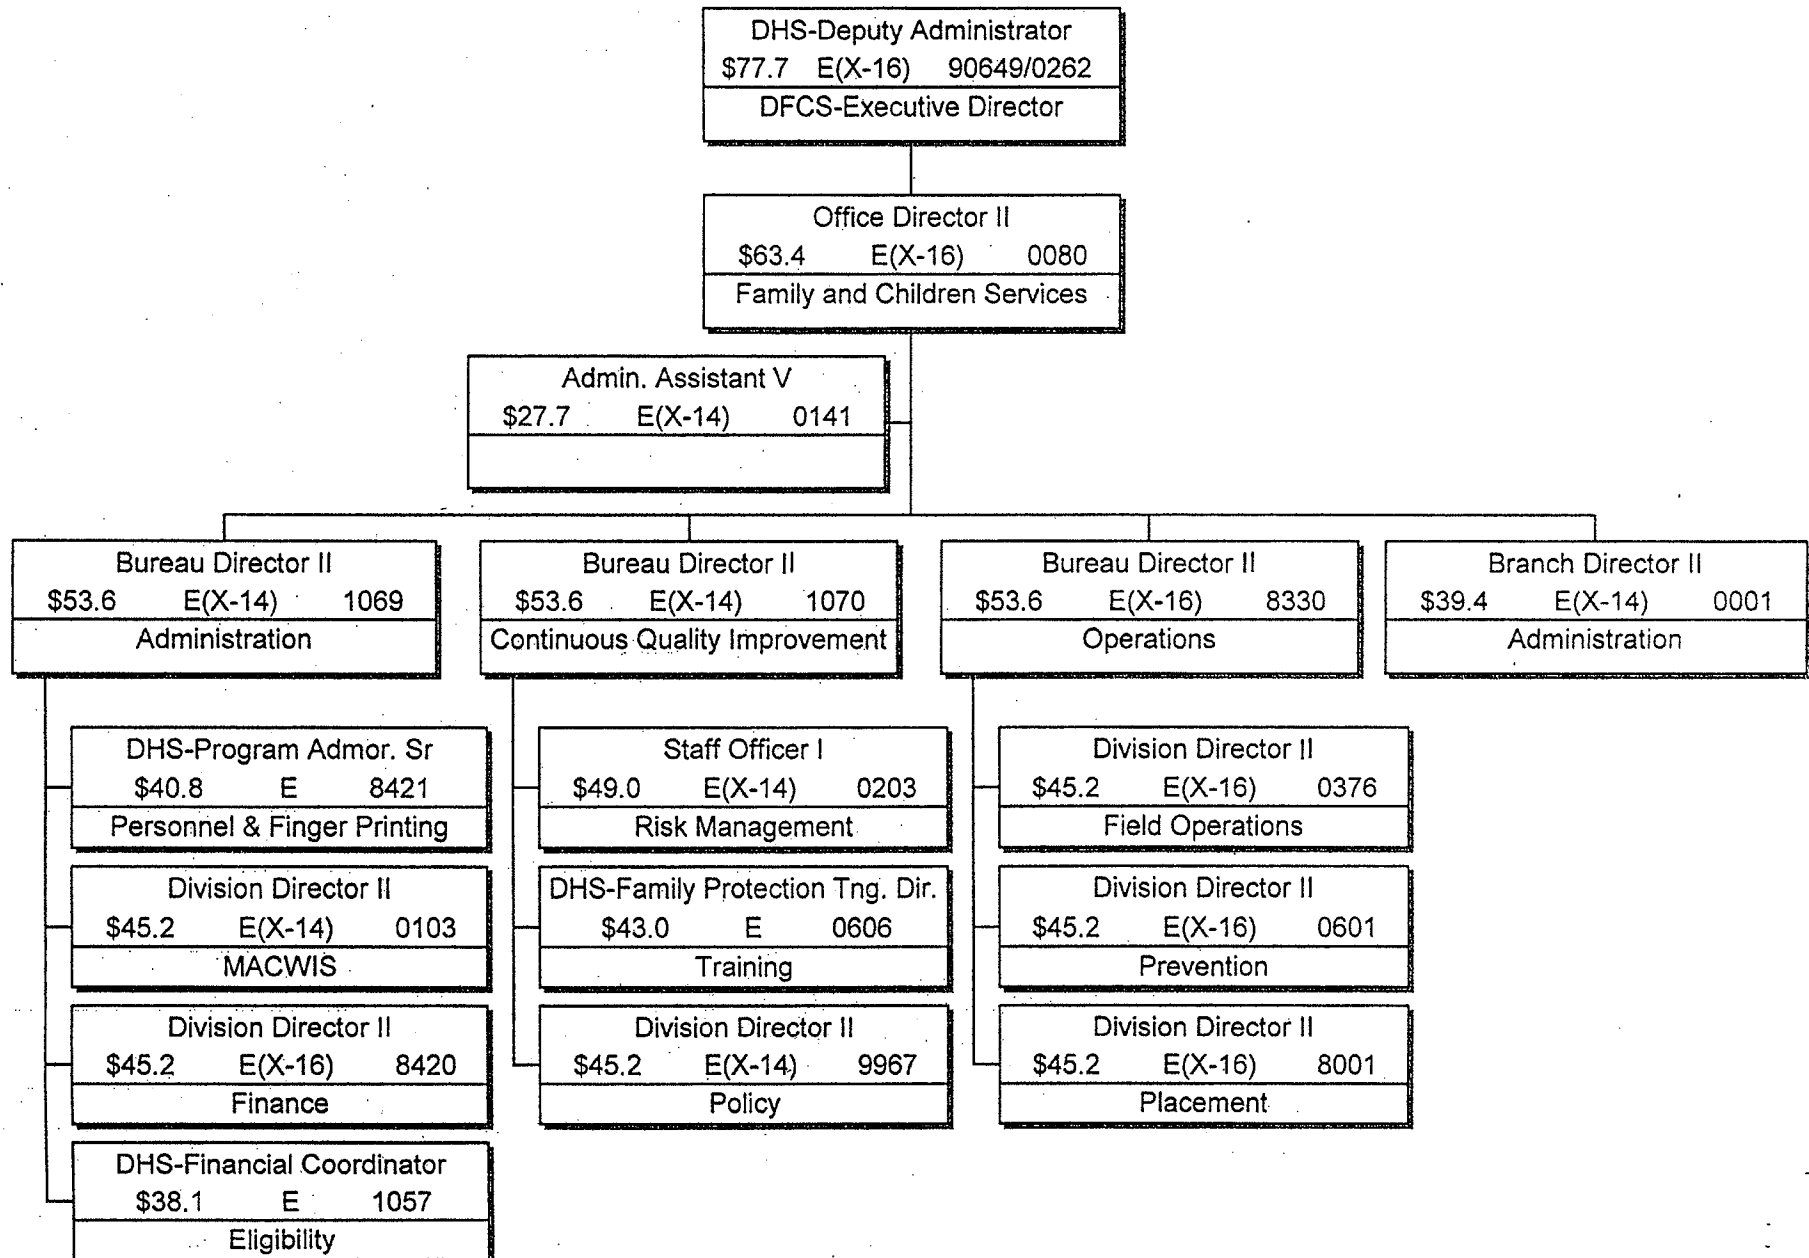 DHS-Deputy Administrator
$77.7 E(X-16) 90649/0262
DFCS-Executive Director
Office Director II
$63.4 E(X-16) 0080
Family and Children Services
Admin. Assistant V
$27.7 E(X-14) 0141
Bureau Director II
$53.6 E(X-14) 1069
Administration
Bureau Director II
$53.6 E(X-14) 1070
Continuous Quality Improvement
Bureau Director II
$53.6 E(X-16) 8330
Operations
Branch Director II
$39.4 E(X-14) 0001
Administration
DHS-Program Admor. Sr
$40.8 E 8421
Personnel & Finger Printing
Division Director II
$45.2 E(X-14) 0103
MACWIS
Division Director II
$45.2 E(X-16) 8420
Finance
DHS-Financial Coordinator
$38.1 E 1057
Eligibility
Staff Officer I
$49.0 E(X-14) 0203
Risk Management
DHS-Family Protection Tng. Dir.
$43.0 E 0606
Training
Division Director II
$45.2 E(X-14) 9967
Policy
Division Director II
$45.2 E(X-16) 0376
Field Operations
Division Director II
$45.2 E(X-16) 0601
Prevention
Division Director II
$45.2 E(X-16) 8001
Placement